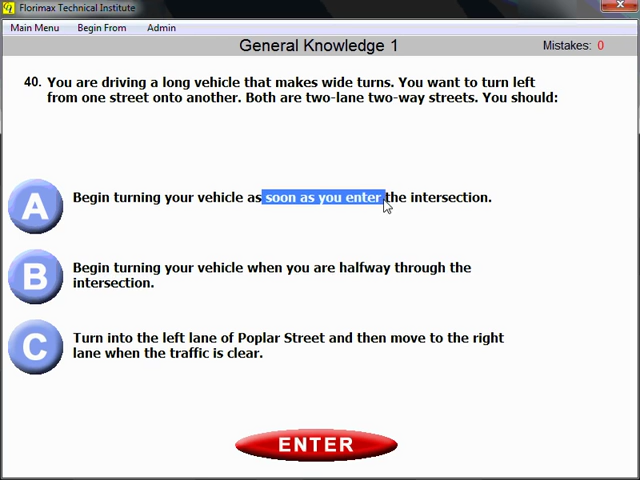 Florimax Technical Institute
Main Menu Begin From Admin
General Knowledge 1 Mistakes: 0
40. You are driving a long vehicle that makes wide turns. You want to turn left
from one street onto another. Both are two-lane two-way streets. You should:
A Begin turning your vehicle as soon as you enter the intersection.
B Begin turning your vehicle when you are halfway through the
intersection.
C Turn into the left lane of Poplar Street and then move to the right
lane when the traffic is clear.
ENTER